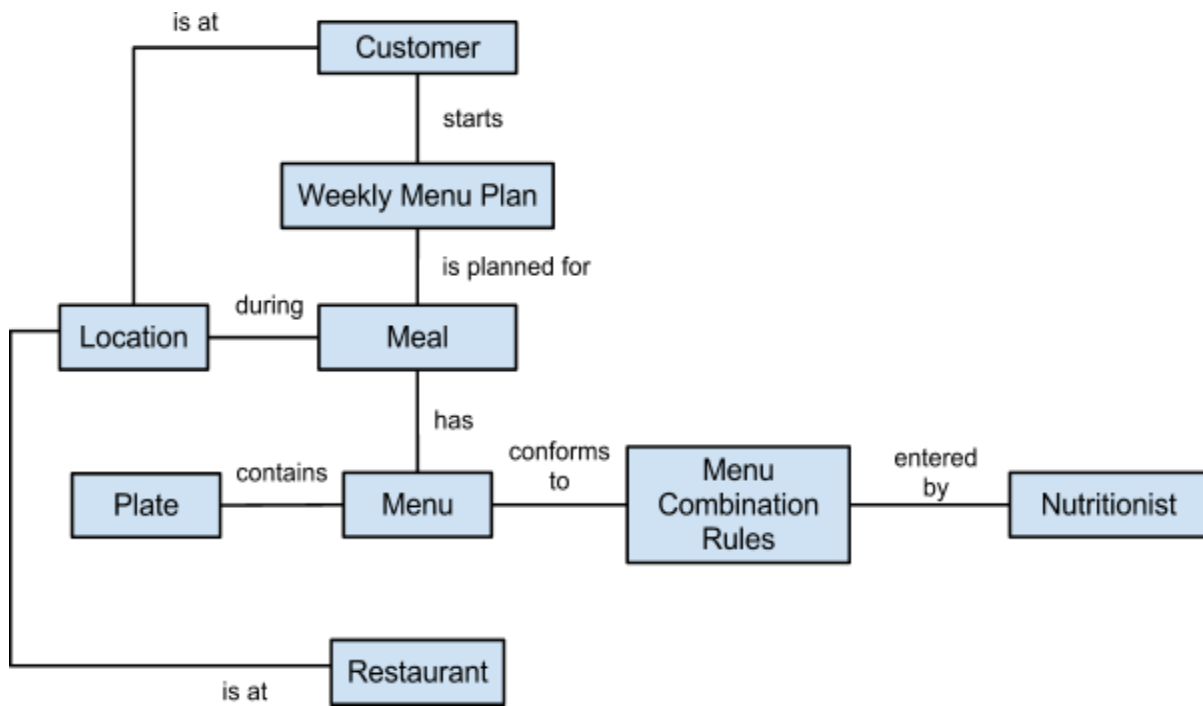 is at
Customer
starts
Weekly Menu Plan
is planned for
during
Location
Meal
has
conforms
to
contains
Plate
Menu
Menu
Combination
Rules
entered
by
Nutritionist
Restaurant
is at